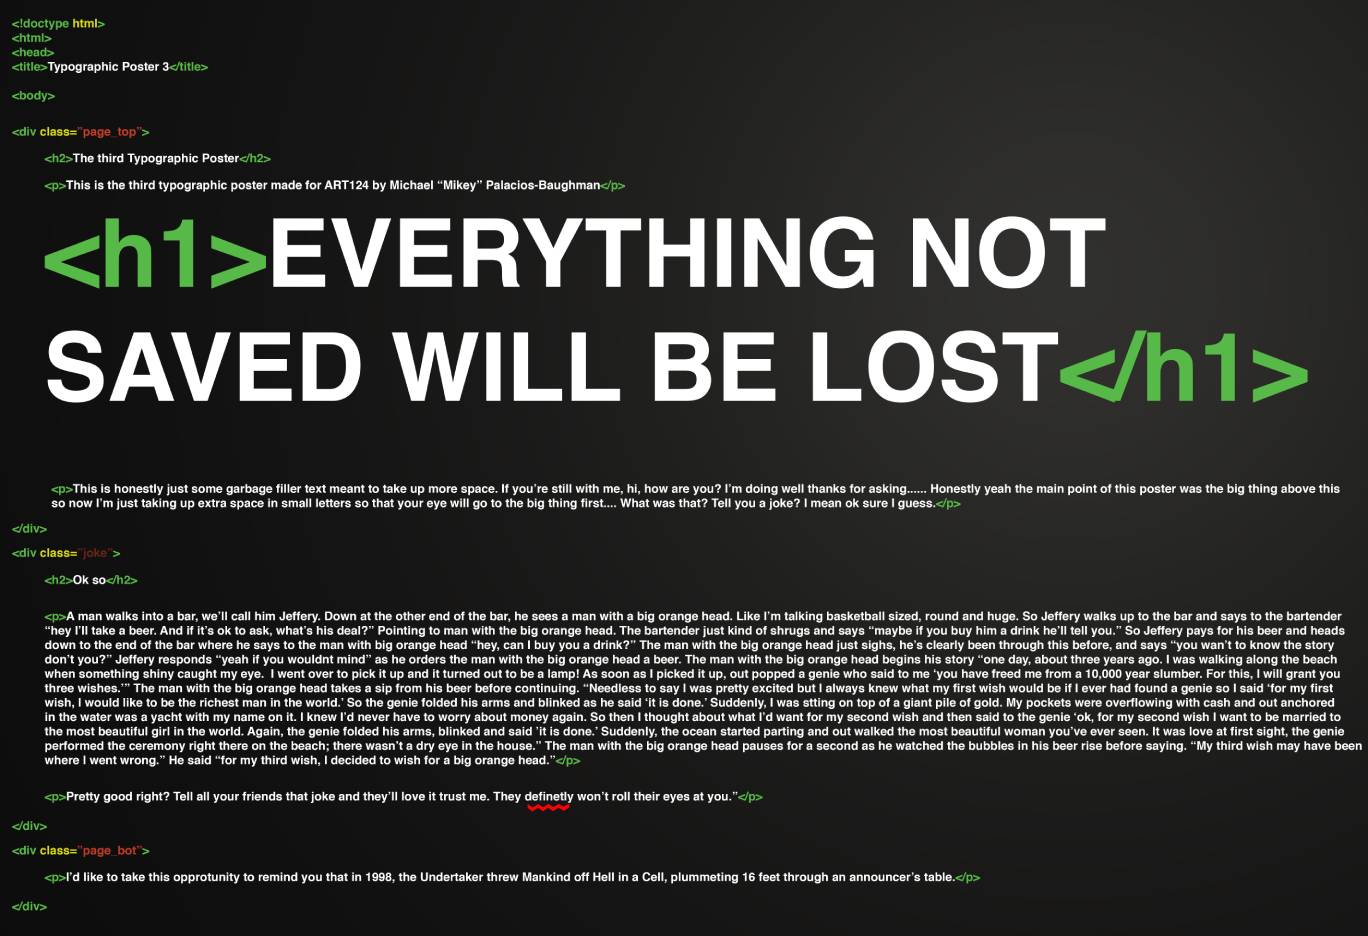 <!doctype html>
<html>
<head>
<title>Typographic Poster 3</title>
<body>
<div class="page_top">
<h2>The third Typographic Poster</h2>
<p>This is the third typographic poster made for ART124 by Michael “Mikey” Palacios-Baughman</p>
<h1>EVERYTHING NOT
SAVED WILL BE LOST</h1>
<p>This is honestly just some garbage filler text meant to take up more space. If you’re still with me, hi, how are you? I’m doing well thanks for asking...... Honestly yeah the main point of this poster was the big thing above this
so now I’m just taking up extra space in small letters so that your eye will go to the big thing first.... What was that? Tell you a joke? I mean ok sure I guess.</p>
</div>
<div class="joke">
<h2>Ok so</h2>
<p>A man walks into a bar, we’ll call him Jeffery. Down at the other end of the bar, he sees a man with a big orange head. Like I’m talking basketball sized, round and huge. So Jeffery walks up to the bar and says to the bartender
“hey I’ll take a beer. And if it’s ok to ask, what’s his deal?” Pointing to man with the big orange head. The bartender just kind of shrugs and says “maybe if you buy him a drink he’ll tell you.” So Jeffery pays for his beer and heads
down to the end of the bar where he says to the man with big orange head “hey, can I buy you a drink?” The man with the big orange head just sighs, he’s clearly been through this before, and says “you wan’t to know the story
don’t you?” Jeffery responds “yeah if you wouldnt mind” as he orders the man with the big orange head a beer. The man with the big orange head begins his story “one day, about three years ago. I was walking along the beach
when something shiny caught my eye.  I went over to pick it up and it turned out to be a lamp! As soon as I picked it up, out popped a genie who said to me ‘you have freed me from a 10,000 year slumber. For this, I will grant you
three wishes.’” The man with the big orange head takes a sip from his beer before continuing. “Needless to say I was pretty excited but I always knew what my first wish would be if I ever had found a genie so I said ‘for my first
wish, I would like to be the richest man in the world.’ So the genie folded his arms and blinked as he said ‘it is done.’ Suddenly, I was stting on top of a giant pile of gold. My pockets were overflowing with cash and out anchored
in the water was a yacht with my name on it. I knew I’d never have to worry about money again. So then I thought about what I’d want for my second wish and then said to the genie ‘ok, for my second wish I want to be married to
the most beautiful girl in the world. Again, the genie folded his arms, blinked and said ‘it is done.’ Suddenly, the ocean started parting and out walked the most beautiful woman you’ve ever seen. It was love at first sight, the genie
performed the ceremony right there on the beach; there wasn’t a dry eye in the house.” The man with the big orange head pauses for a second as he watched the bubbles in his beer rise before saying. “My third wish may have been
where I went wrong.” He said “for my third wish, I decided to wish for a big orange head.”</p>
<p>Pretty good right? Tell all your friends that joke and they’ll love it trust me. They definetly won’t roll their eyes at you.”</p>
</div>
<div class="page_bot">
<p>I’d like to take this opprotunity to remind you that in 1998, the Undertaker threw Mankind off Hell in a Cell, plummeting 16 feet through an announcer’s table.</p>
</div>